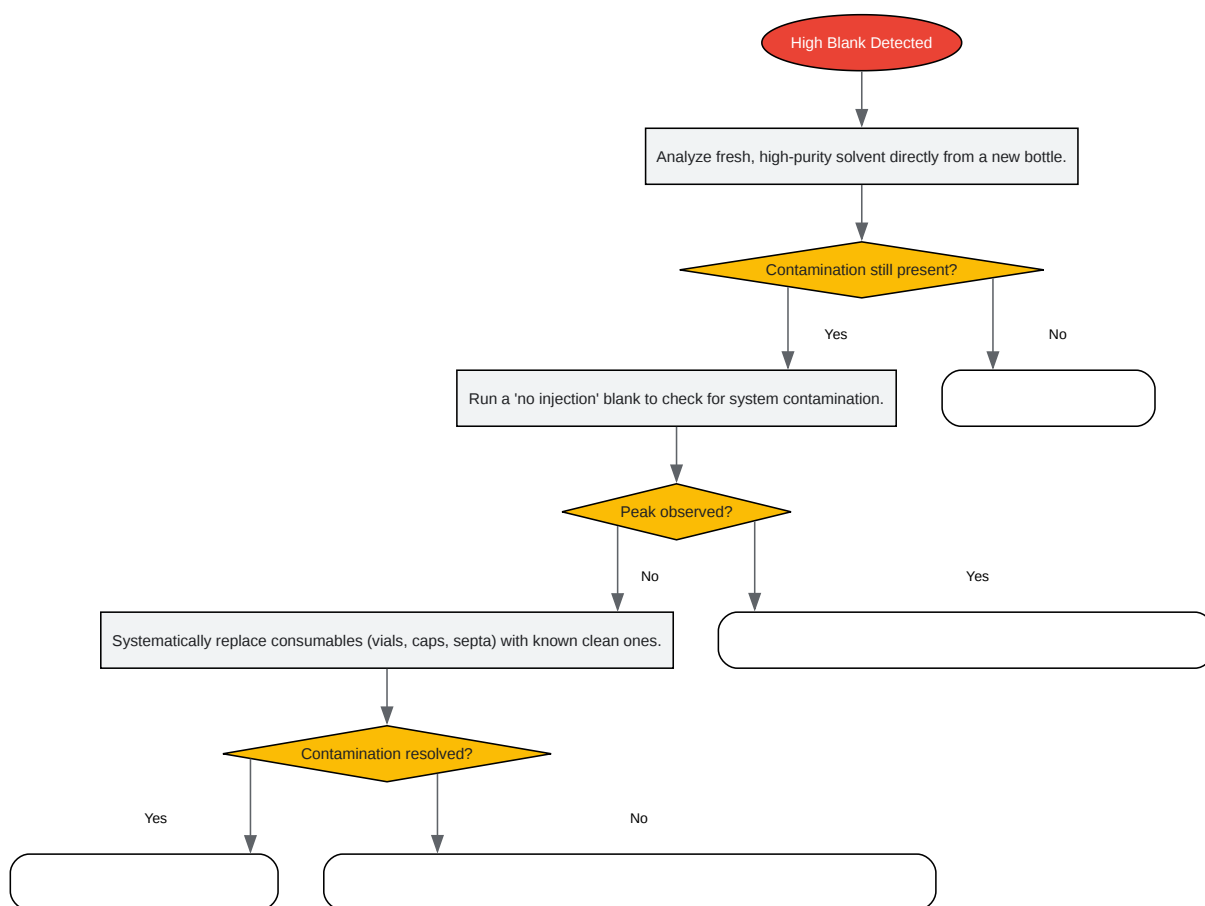 High Blank Detected
Analyze fresh, high-purity solvent directly from a new bottle.
Contamination still present?
Yes
No
Run a 'no injection' blank to check for system contamination.
Peak observed?
No
Yes
Systematically replace consumables (vials, caps, septa) with known clean ones.
Contamination resolved?
Yes
No